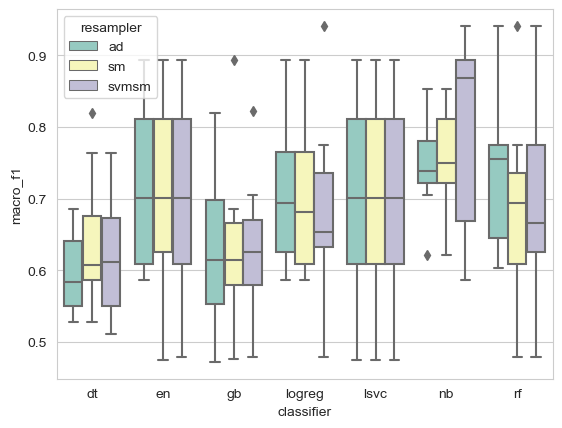 resampler
ad
sm
svmsm
0.9
0.8
0.7
0.6
0.5
macro_f1
dt en gb logreg lsvc nb rf
classifier